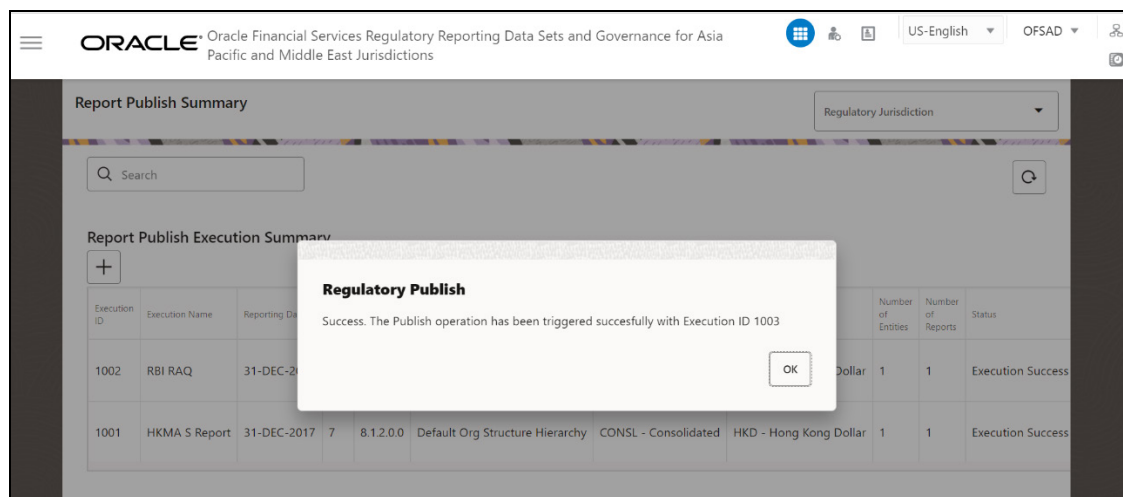 ORACLE® Oracle Financial Services Regulatory Reporting Data Sets and Governance for Asia
Pacific and Middle East Jurisdictions
US-English
OFSAD
Report Publish Summary
Regulatory Jurisdiction
Search
Report Publish Execution Summary
Regulatory Publish
Success. The Publish operation has been triggered succesfully with Execution ID 1003
OK
Execution ID
Execution Name
Reporting Da
Number of Entities
Number of Reports
Status
1002 RBI RAQ 31-DEC-20 Dollar 1 1 Execution Success
1001 HKMA S Report 31-DEC-2017 7 8.1.2.0.0 Default Org Structure Hierarchy CONSL - Consolidated HKD - Hong Kong Dollar 1 1 Execution Success